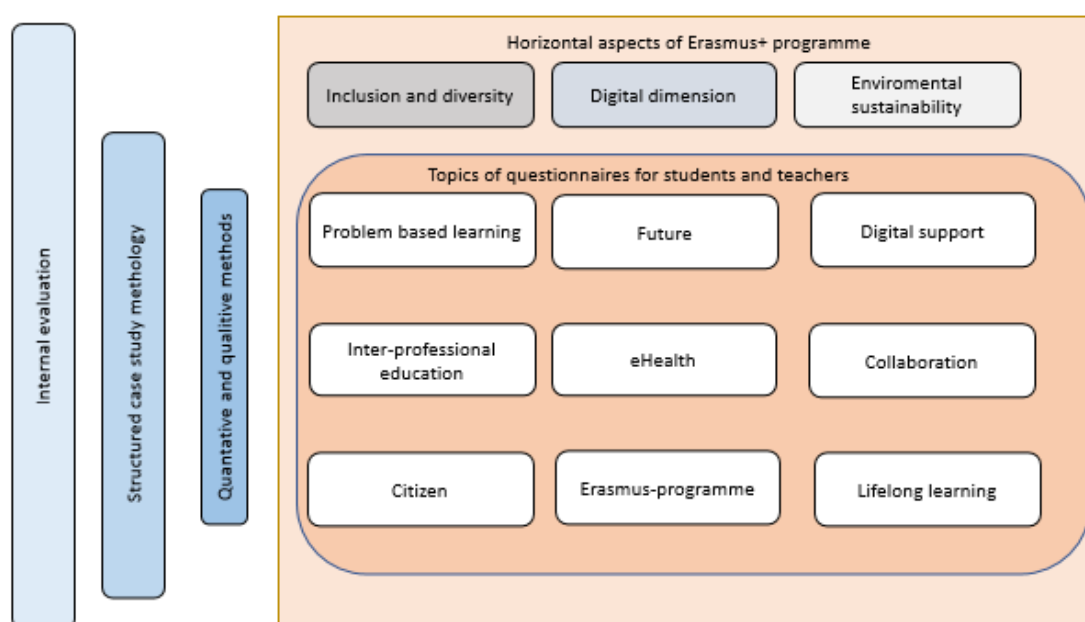 Internal evaluation
Structured case study methology
Quantative and qualitive methods
Horizontal aspects of Erasmus+ programme
Inclusion and diversity
Digital dimension
Enviromental
sustainability
Topics of questionnaires for students and teachers
Problem based learning
Future
Digital support
Inter-professional
education
eHealth
Collaboration
Citizen
Erasmus-programme
Lifelong learning